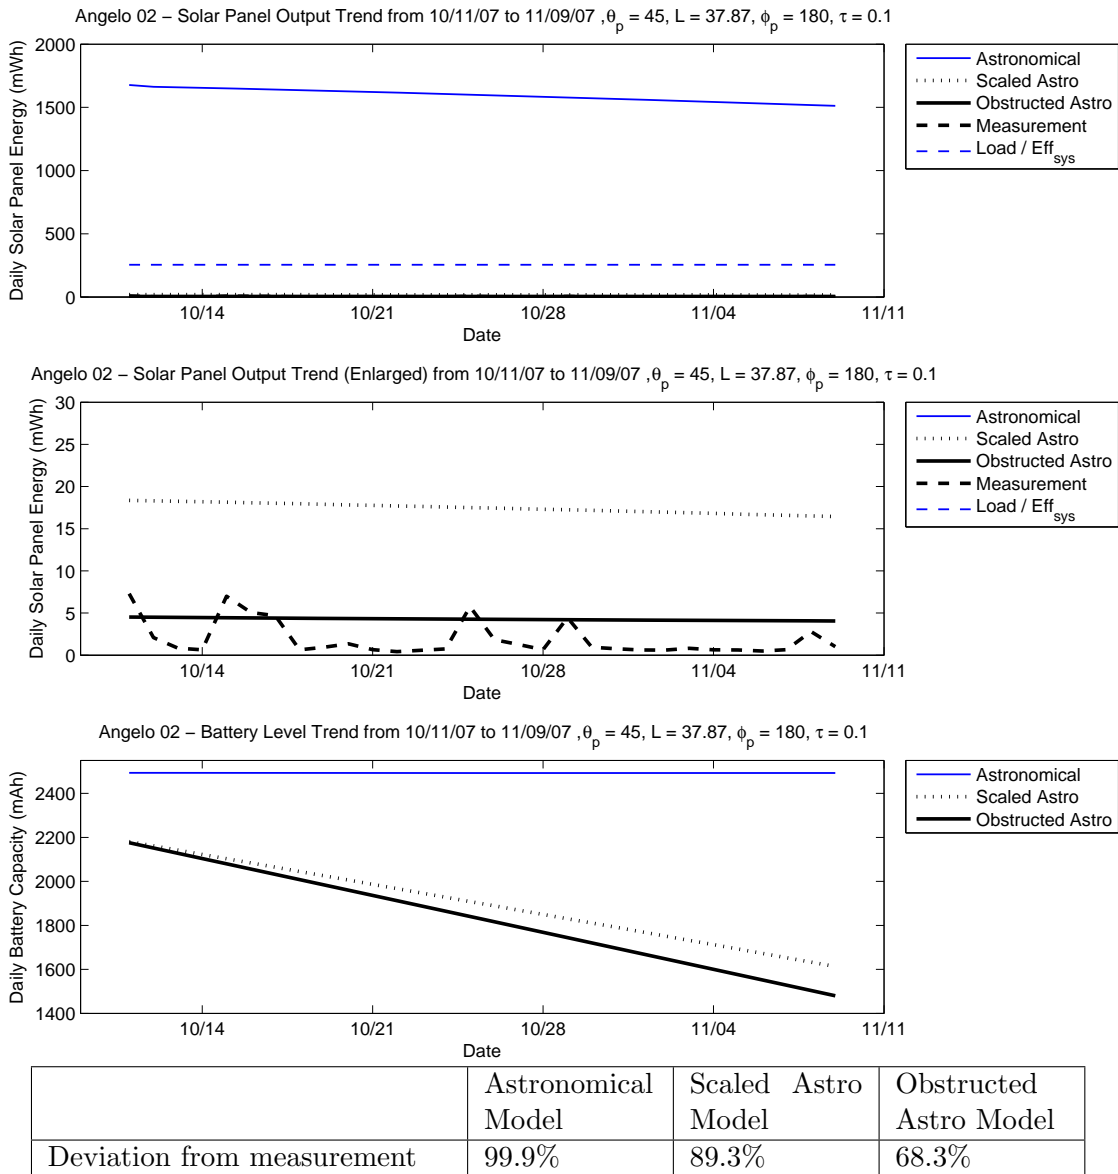 Angelo 02 – Solar Panel Output Trend from 10/11/07 to 11/09/07 ,θp = 45, L = 37.87, ϕp = 180, τ = 0.1
Daily Solar Panel Energy (mWh)
2000
1500
1000
500
0
10/14 10/21 10/28 11/04 11/11
Date
Astronomical
Scaled Astro
Obstructed Astro
Measurement
Load / Effsys
Angelo 02 – Solar Panel Output Trend (Enlarged) from 10/11/07 to 11/09/07 ,θp = 45, L = 37.87, ϕp = 180, τ = 0.1
Daily Solar Panel Energy (mWh)
30
25
20
15
10
5
0
10/14 10/21 10/28 11/04 11/11
Date
Astronomical
Scaled Astro
Obstructed Astro
Measurement
Load / Effsys
Angelo 02 – Battery Level Trend from 10/11/07 to 11/09/07 ,θp = 45, L = 37.87, ϕp = 180, τ = 0.1
Daily Battery Capacity (mAh)
2400
2200
2000
1800
1600
1400
10/14 10/21 10/28 11/04 11/11
Date
Astronomical
Scaled Astro
Obstructed Astro
Astronomical Scaled Astro Obstructed
Model Model Astro Model
Deviation from measurement 99.9% 89.3% 68.3%